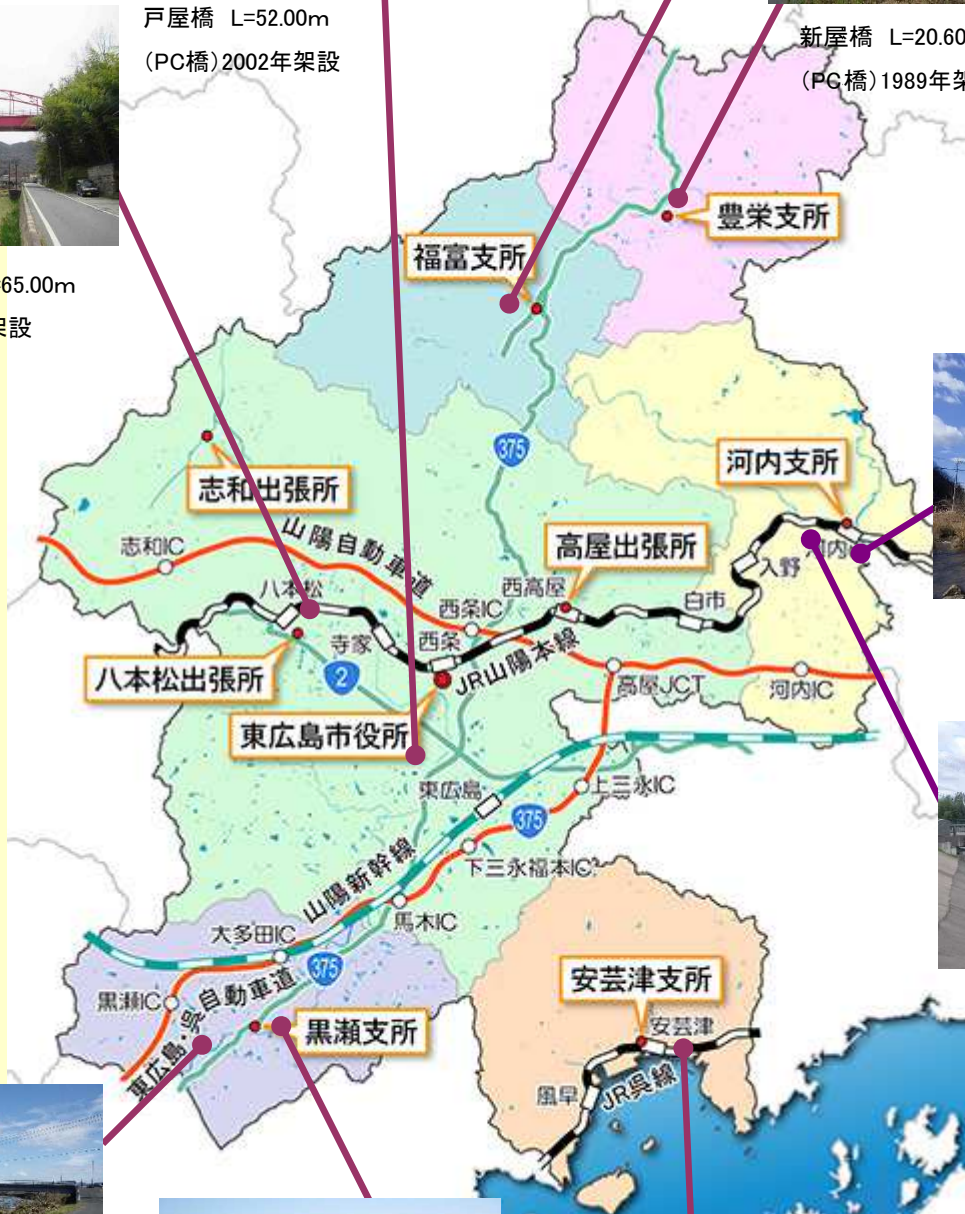 戸屋橋 L=52.00m
(PC橋)2002年架設
新屋橋 L=20.60
(PC橋)1989年架
65.00m
架設
豊栄支所
福富支所
375
河内支所
志和出張所
山陽自動車道
高屋出張所
志和IC
八本松
西高屋
入野
河内
西条IC
白市
寺家
西条
JR山陽本線
八本松出張所
2
高屋JCT
河内IC
東広島市役所
東広島
上三永IC
375
下三永福本IC
山陽新幹線
馬木IC
大多田IC
375
安芸津支所
黒瀬IC
東広島・呉自動車道
黒瀬支所
安芸津
風早
JR呉線